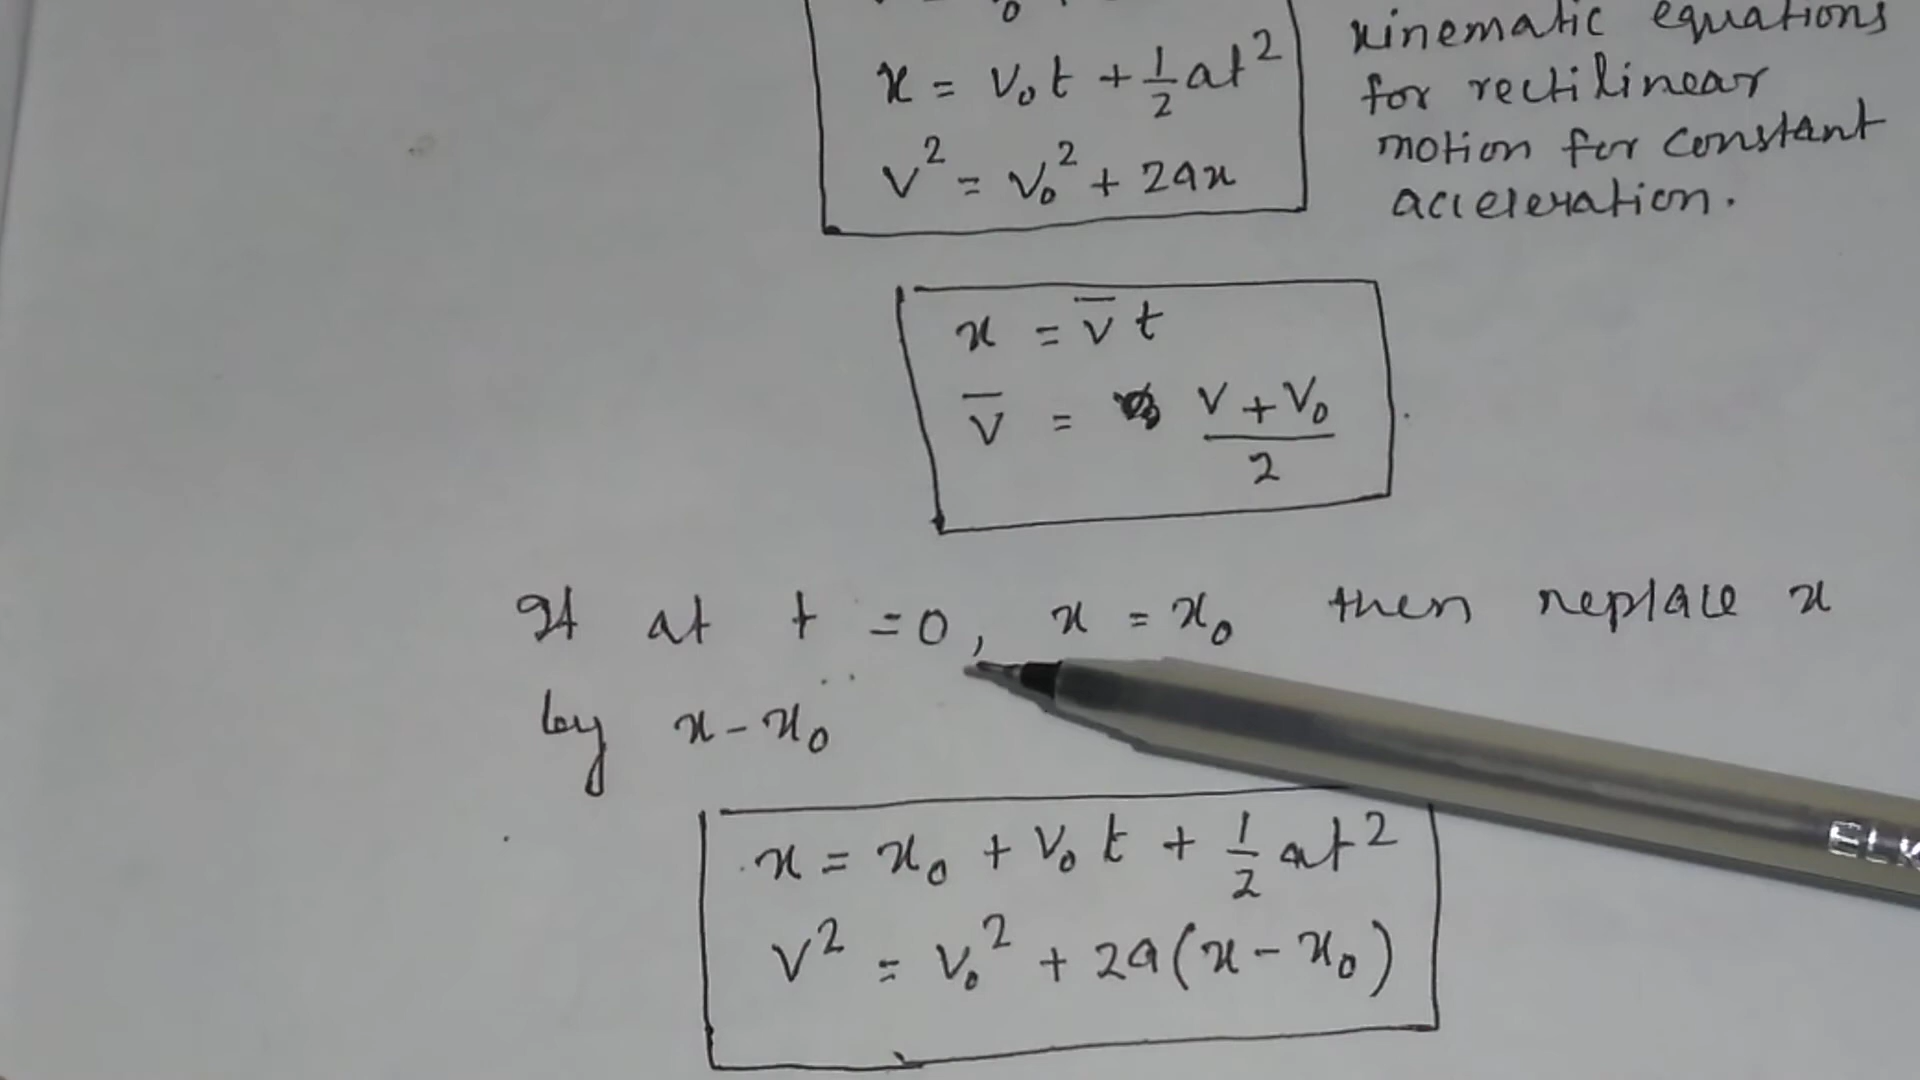 kinematic equations
x = v₀t + ½at²
for rectilinear
motion for constant
v² = v₀² + 2ax
acceleration.
x = v̅ t
v̅ = (v + v₀)/2
If at t = 0, x = x₀ then replace x
by x - x₀
x = x₀ + v₀t + ½at²
v² = v₀² + 2a(x - x₀)